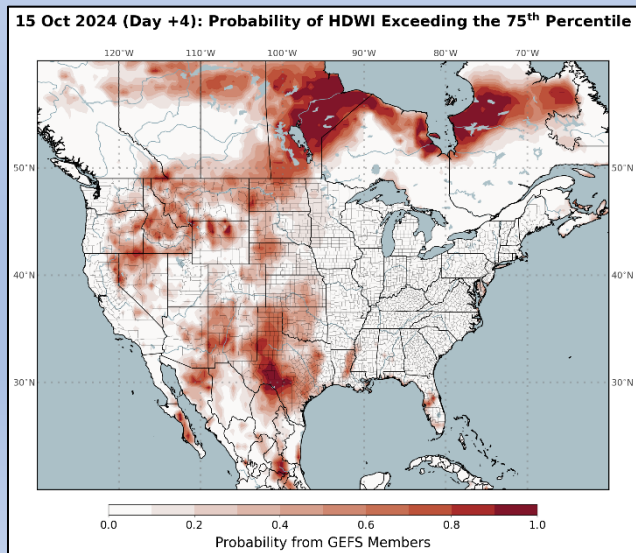 15 Oct 2024 (Day +4): Probability of HDWI Exceeding the 75th Percentile
120°W 110°W 100°W 90°W 80°W 70°W
50°N 50°N
40°N 40°N
30°N 30°N
0.0 0.2 0.4 0.6 0.8 1.0
Probability from GEFS Members